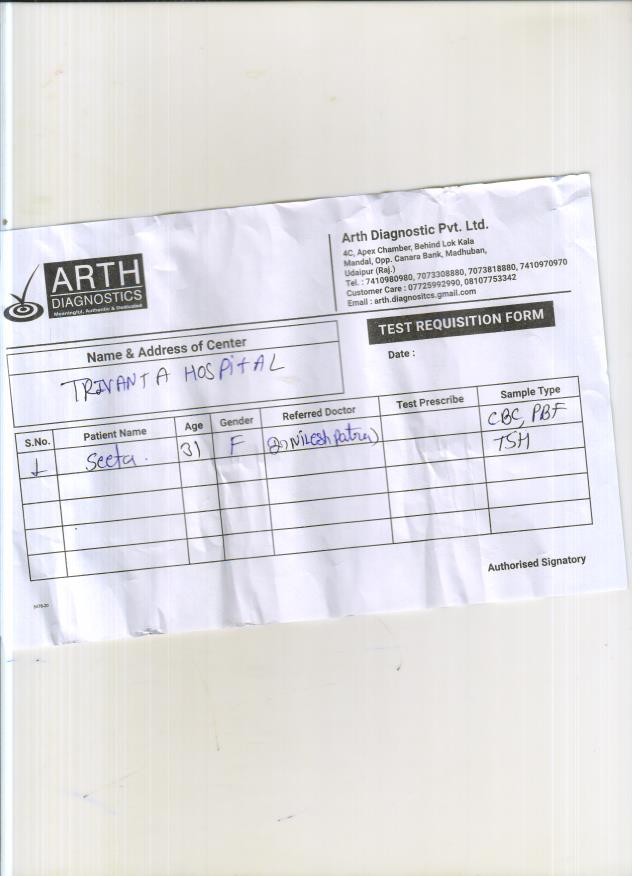 ARTH
DIAGNOSTICS
Meaningful, Authentic & Dedicated
Arth Diagnostic Pvt. Ltd.
4C, Apex Chamber, Behind Lok Kala
Mandal, Opp. Canara Bank, Madhuban,
Udaipur (Raj.)
Tel. : 7410980980, 7073308880, 7073818880, 7410970970
Customer Care : 07725992990, 08107753342
Email : arth.diagnositcs.gmail.com
TEST REQUISITION FORM
Date :
Name & Address of Center
TRIVANTA HOSPITAL
S.No. Patient Name Age Gender Referred Doctor Test Prescribe Sample Type
1 Seeta. 31 F Dr Nilesh CBC, PBF
TSH
Authorised Signatory